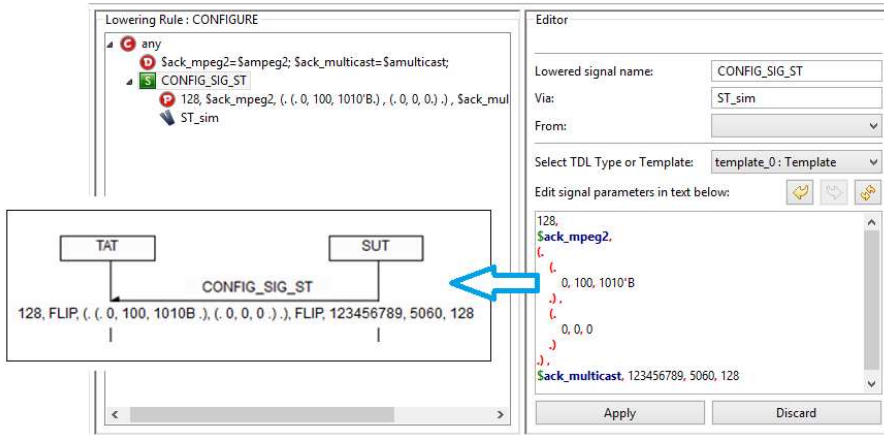 Lowering Rule : CONFIGURE
any
D $ack_mpeg2=$ampeg2; $ack_multicast=$amulticast;
S CONFIG_SIG_ST
P 128, $ack_mpeg2, (. (. 0, 100, 1010'B.) , (. 0, 0, 0.) .) , $ack_mul
ST_sim
TAT
SUT
CONFIG_SIG_ST
128, FLIP, (. (. 0, 100, 1010B .), (. 0, 0, 0 .) .), FLIP, 123456789, 5060, 128
Editor
Lowered signal name: CONFIG_SIG_ST
Via: ST_sim
From:
Select TDL Type or Template: template_0 : Template
Edit signal parameters in text below:
128,
$ack_mpeg2,
(.
(.
0, 100, 1010'B
.) ,
(.
0, 0, 0
.)
.) ,
$ack_multicast, 123456789, 5060, 128
Apply
Discard